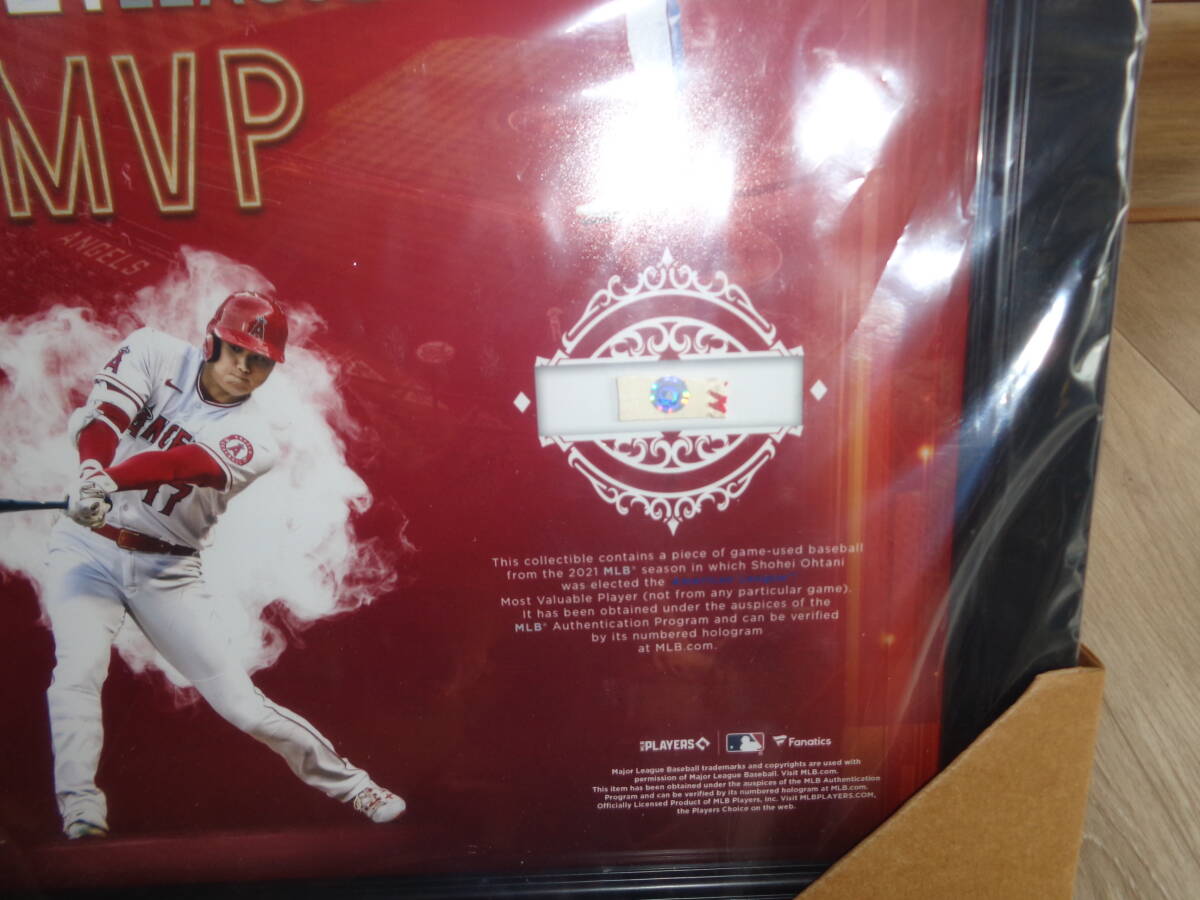 MVP
ANGELS
A
A
17
This collectible contains a piece of game-used baseball
from the 2021 MLB® season in which Shohei Ohtani
was elected the American League™
Most Valuable Player (not from any particular game).
It has been obtained under the auspices of the
MLB® Authentication Program and can be verified
by its numbered hologram
at MLB.com.
PLAYERS Fanatics
Major League Baseball trademarks and copyrights are used with
permission of Major League Baseball. Visit MLB.com.
This item has been obtained under the auspices of the MLB Authentication
Program and can be verified by its numbered hologram at MLB.com.
Officially Licensed Product of MLB Players, Inc. Visit MLBPLAYERS.COM,
the Players Choice on the web.